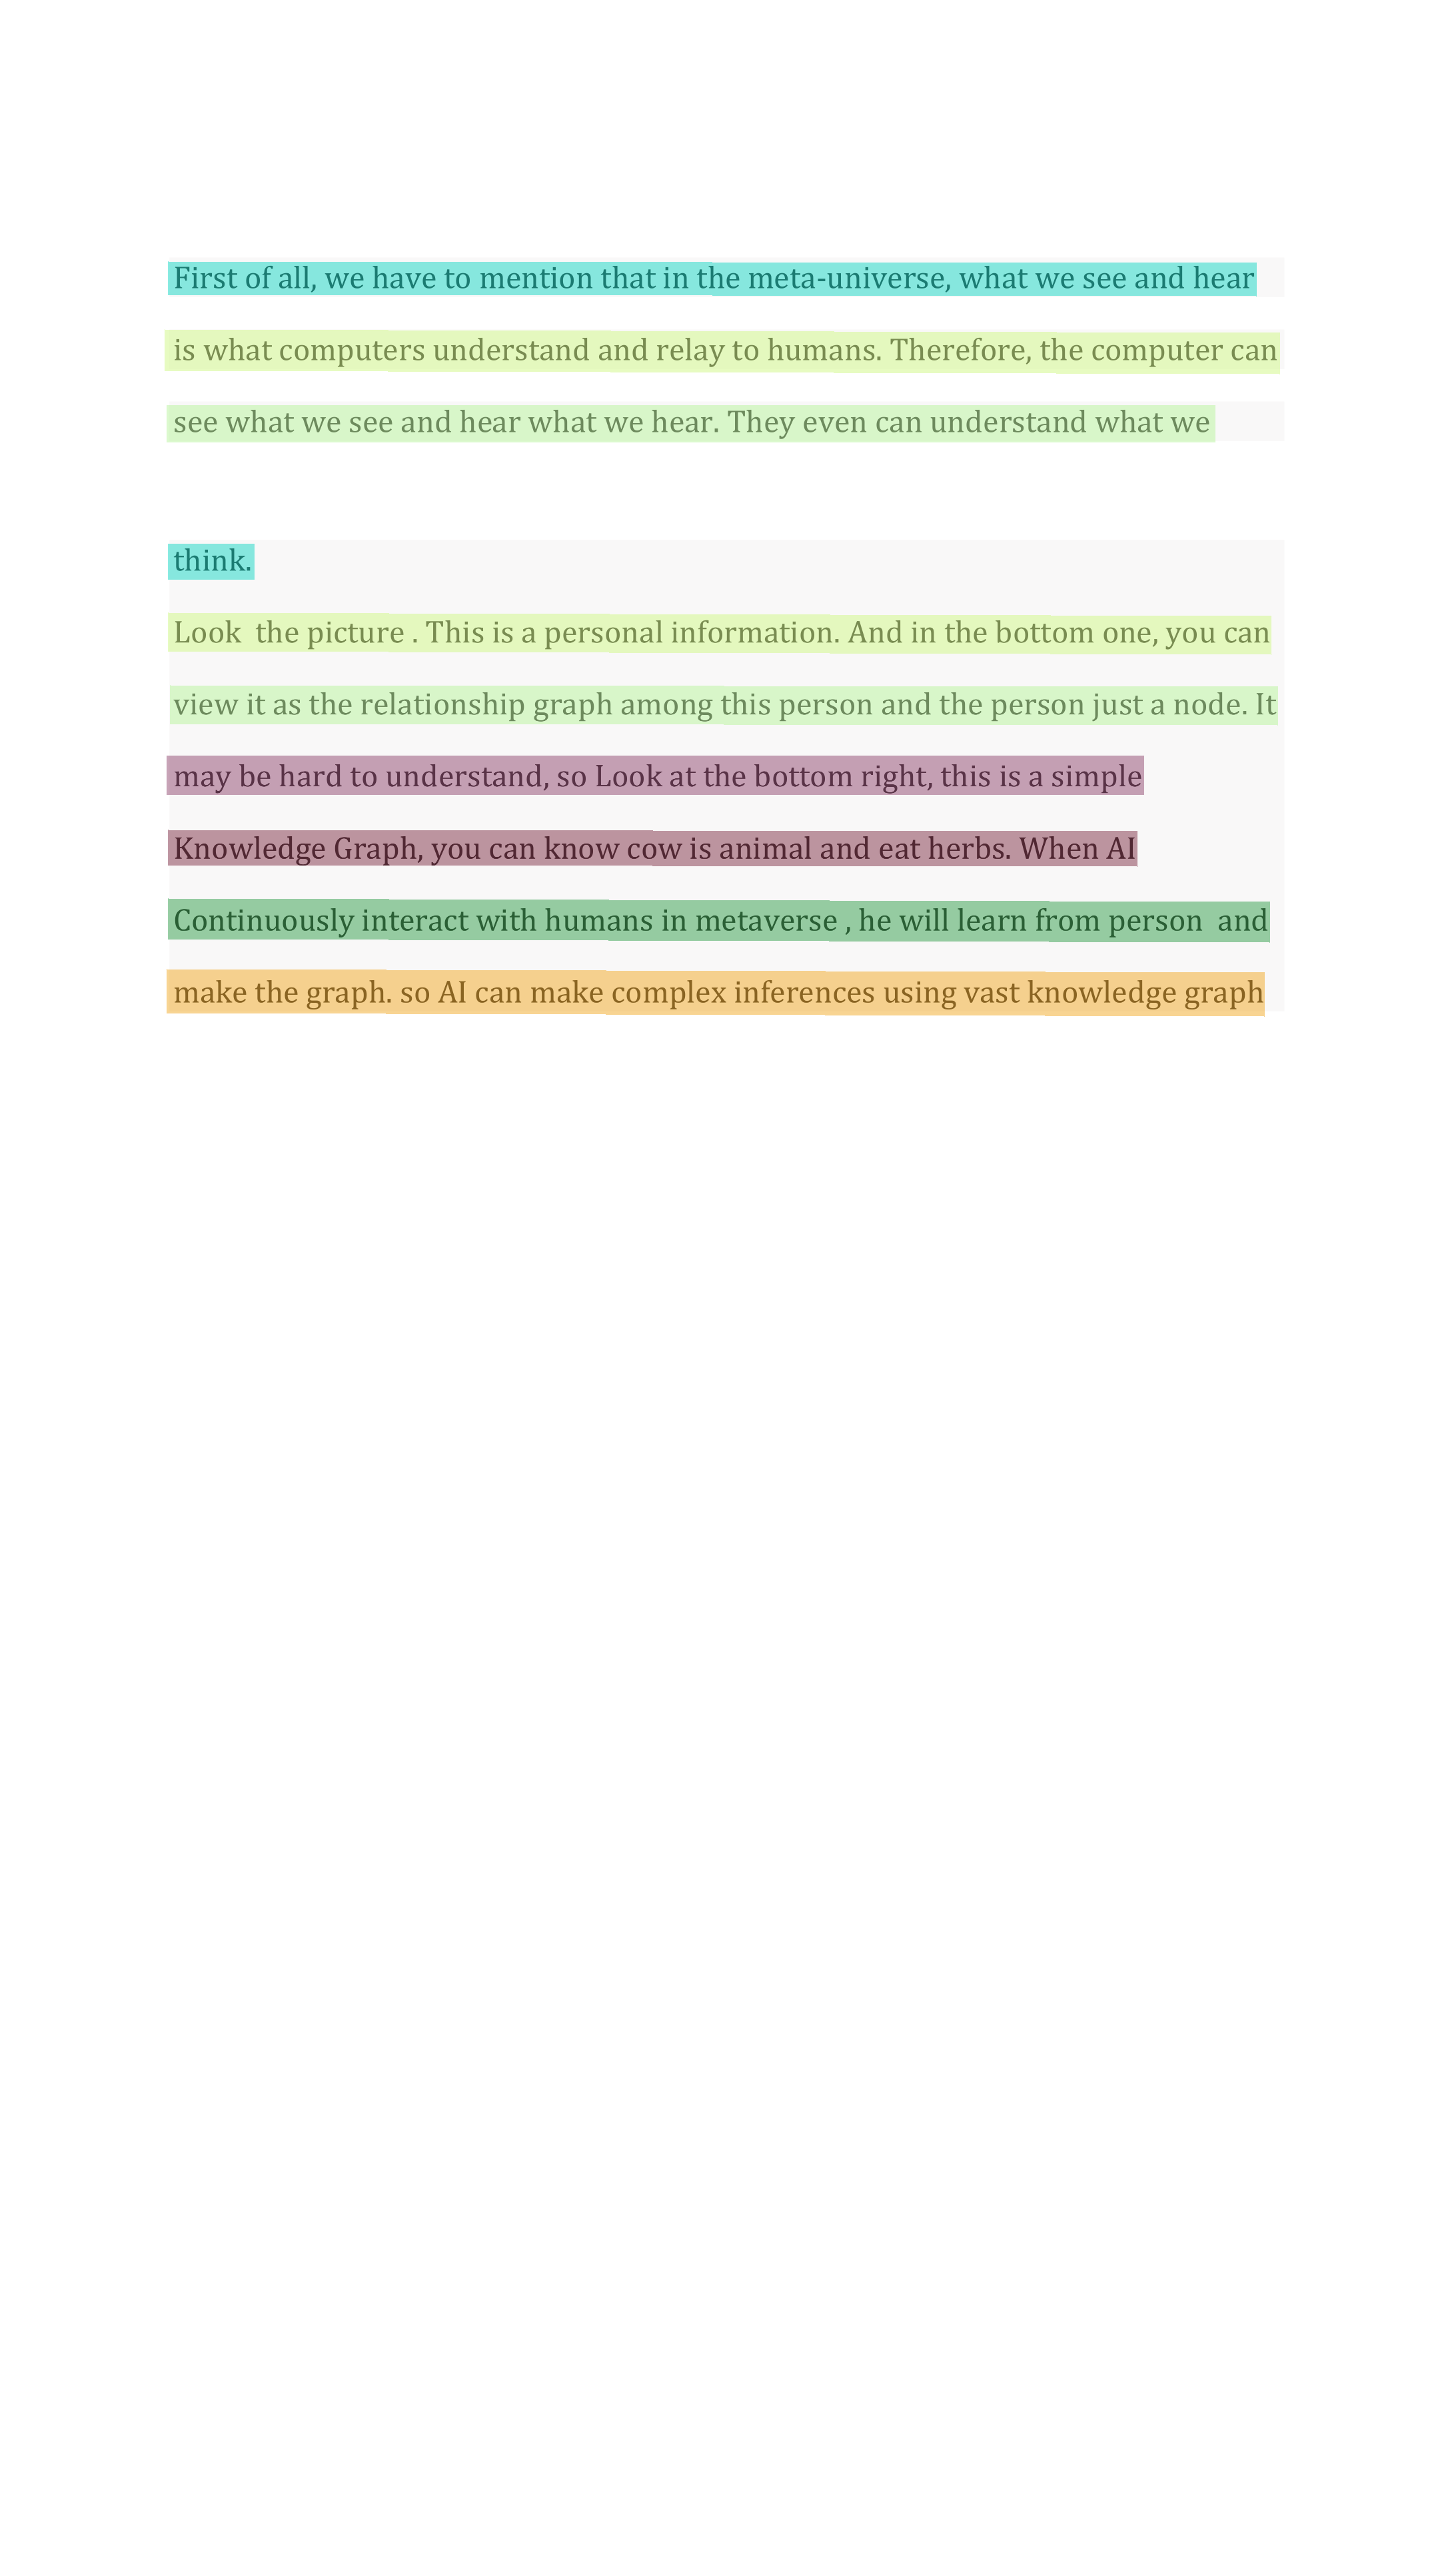 First of all, we have to mention that in the meta-universe, what we see and hear
is what computers understand and relay to humans. Therefore, the computer can
see what we see and hear what we hear. They even can understand what we
think.
Look  the picture . This is a personal information. And in the bottom one, you can
view it as the relationship graph among this person and the person just a node. It
may be hard to understand, so Look at the bottom right, this is a simple
Knowledge Graph, you can know cow is animal and eat herbs. When AI
Continuously interact with humans in metaverse , he will learn from person  and
make the graph. so AI can make complex inferences using vast knowledge graph